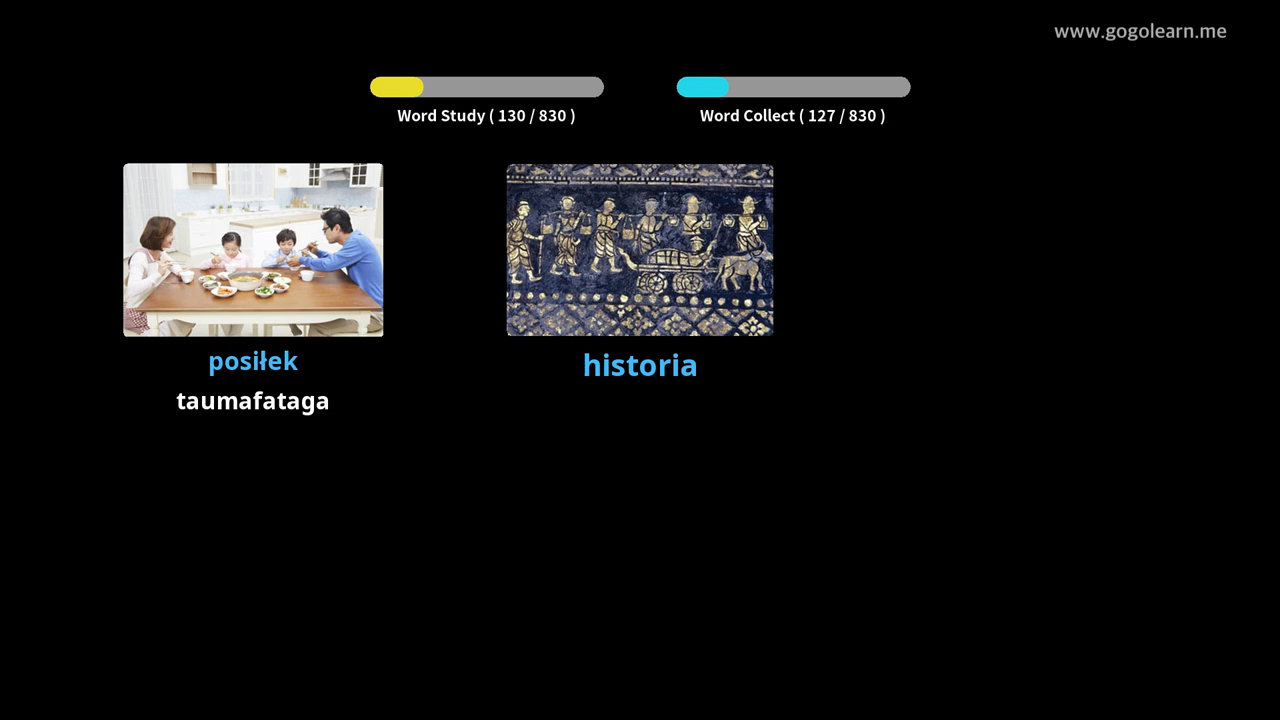 www.gogolearn.me
Word Study ( 130 / 830 )
Word Collect ( 127 / 830 )
posiłek
taumafataga
historia